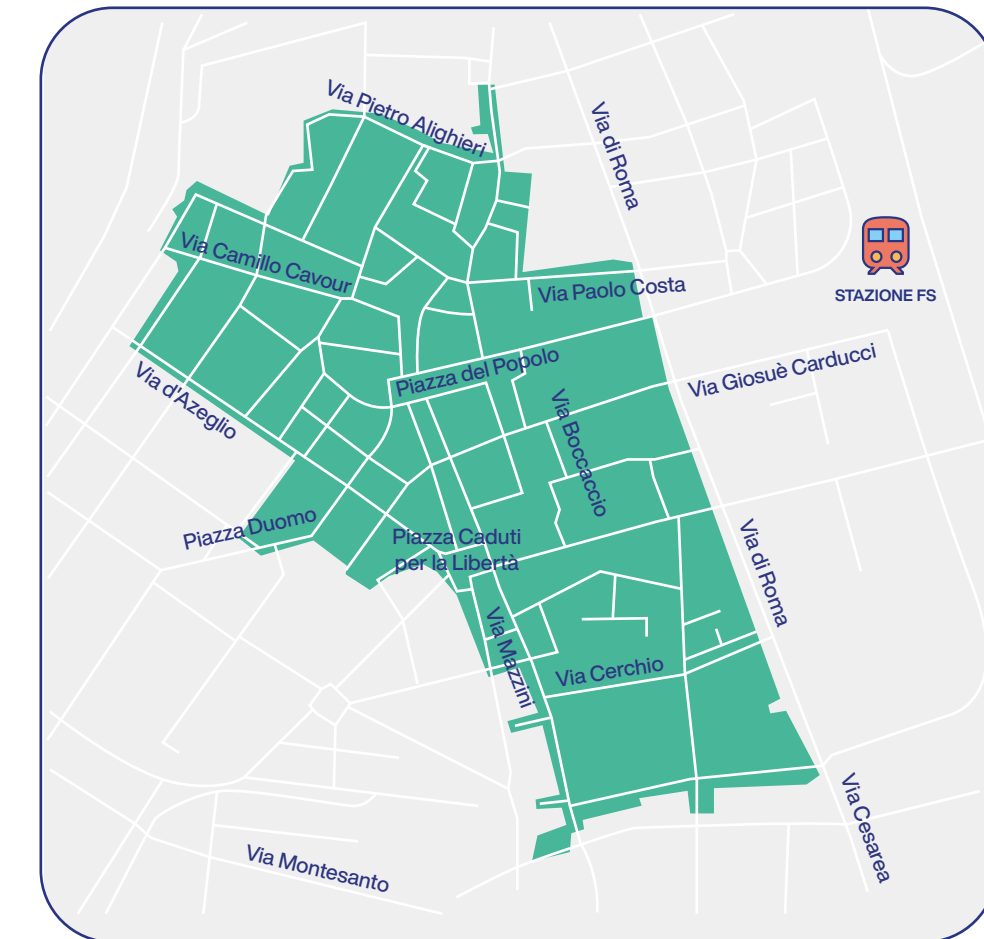 Via Pietro Alighieri
Via di Roma
Via Camillo Cavour
Via Paolo Costa
STAZIONE FS
Piazza del Popolo
Via Giosuè Carducci
Via d'Azeglio
Via Boccaccio
Piazza Duomo
Piazza Caduti
per la Libertà
Via di Roma
Via Mazzini
Via Cerchio
Via Cesarea
Via Montesanto